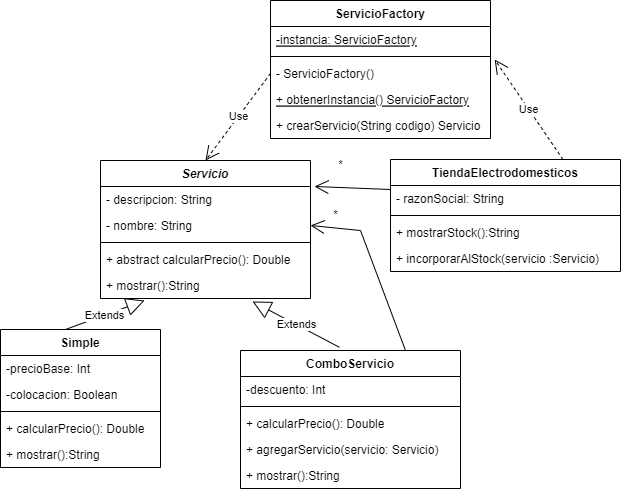 ServicioFactory
-instancia: ServicioFactory
- ServicioFactory()
+ obtenerInstancia() ServicioFactory
+ crearServicio(String codigo) Servicio
Use
Use
Servicio
- descripcion: String
- nombre: String
+ abstract calcularPrecio(): Double
+ mostrar():String
*
*
TiendaElectrodomesticos
- razonSocial: String
+ mostrarStock():String
+ incorporarAlStock(servicio :Servicio)
Extends
Extends
Simple
-precioBase: Int
-colocacion: Boolean
+ calcularPrecio(): Double
+ mostrar():String
ComboServicio
-descuento: Int
+ calcularPrecio(): Double
+ agregarServicio(servicio: Servicio)
+ mostrar():String